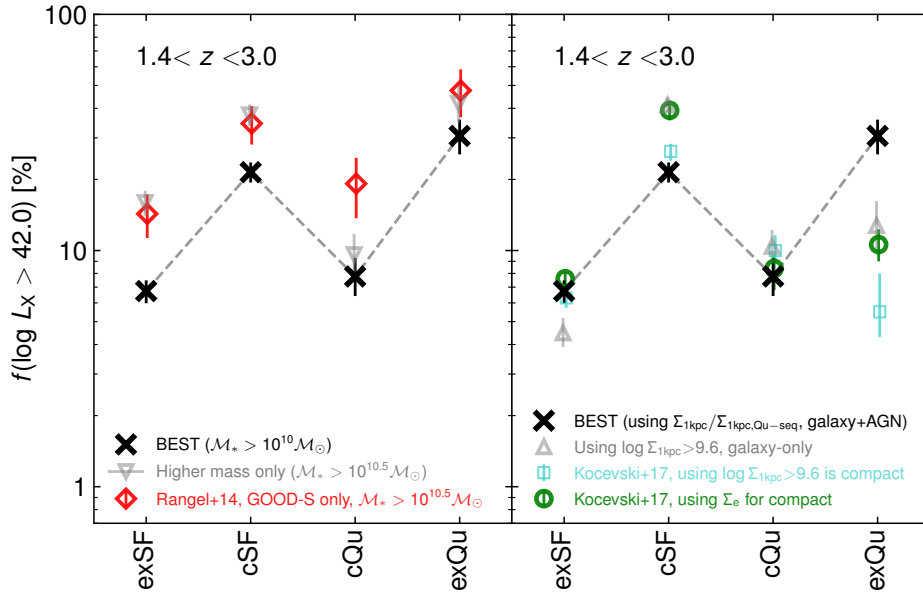 100
10
1
f(log L_X > 42.0) [%]
1.4< z <3.0
BEST (M_* > 10^10 M_⊙)
Higher mass only (M_* > 10^10.5 M_⊙)
Rangel+14, GOOD-S only, M_* > 10^10.5 M_⊙
exSF
cSF
cQu
exQu
1.4< z <3.0
BEST (using Σ_1kpc/Σ_1kpc,Qu−seq, galaxy+AGN)
Using log Σ_1kpc>9.6, galaxy-only
Kocevski+17, using log Σ_1kpc>9.6 is compact
Kocevski+17, using Σ_e for compact
exSF
cSF
cQu
exQu